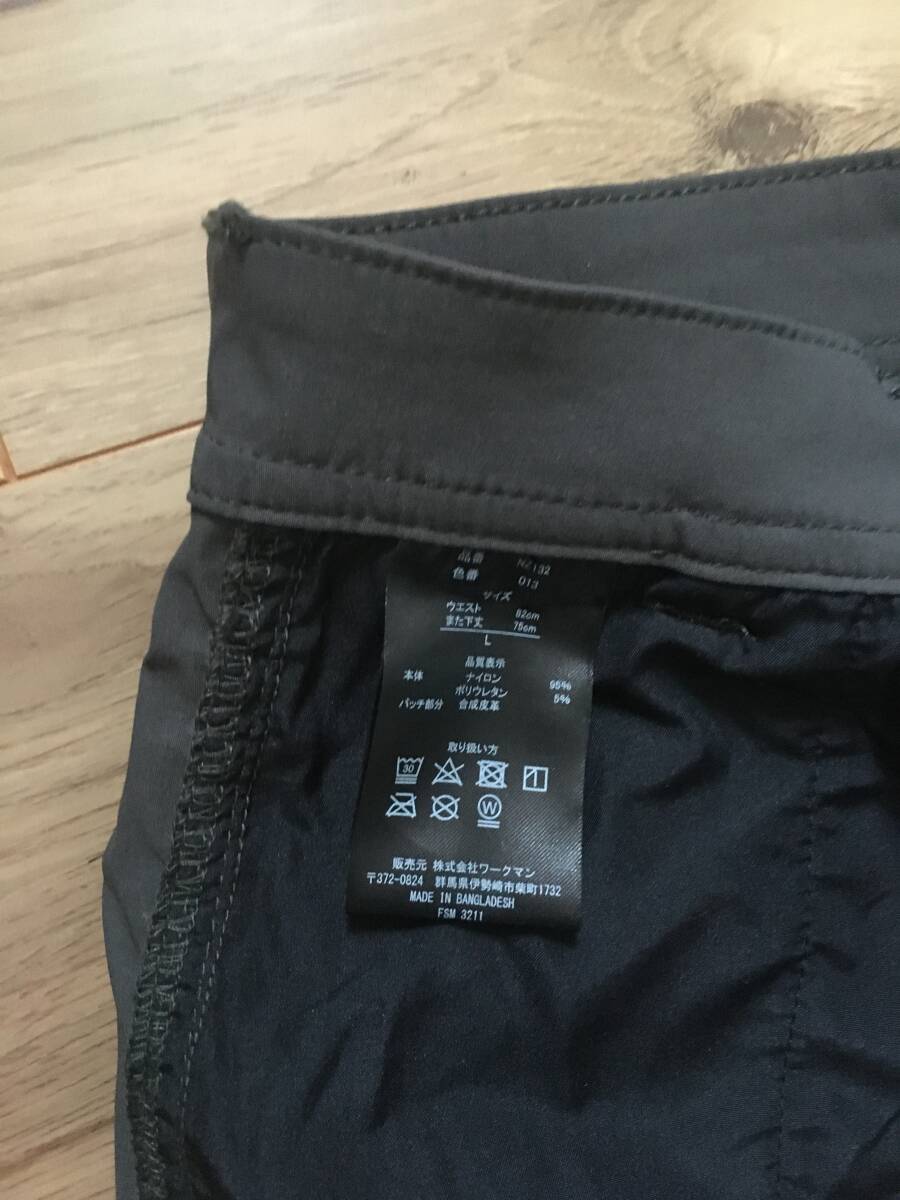 品番 NZ132
色番 013
サイズ
ウエスト 82cm
また下丈 75cm
L
品質表示
本体 ナイロン 95%
ポリウレタン 5%
パッチ部分 合成皮革
取り扱い方
30 1
W
販売元 株式会社ワークマン
〒372-0824 群馬県伊勢崎市柴町1732
MADE IN BANGLADESH
FSM 3211